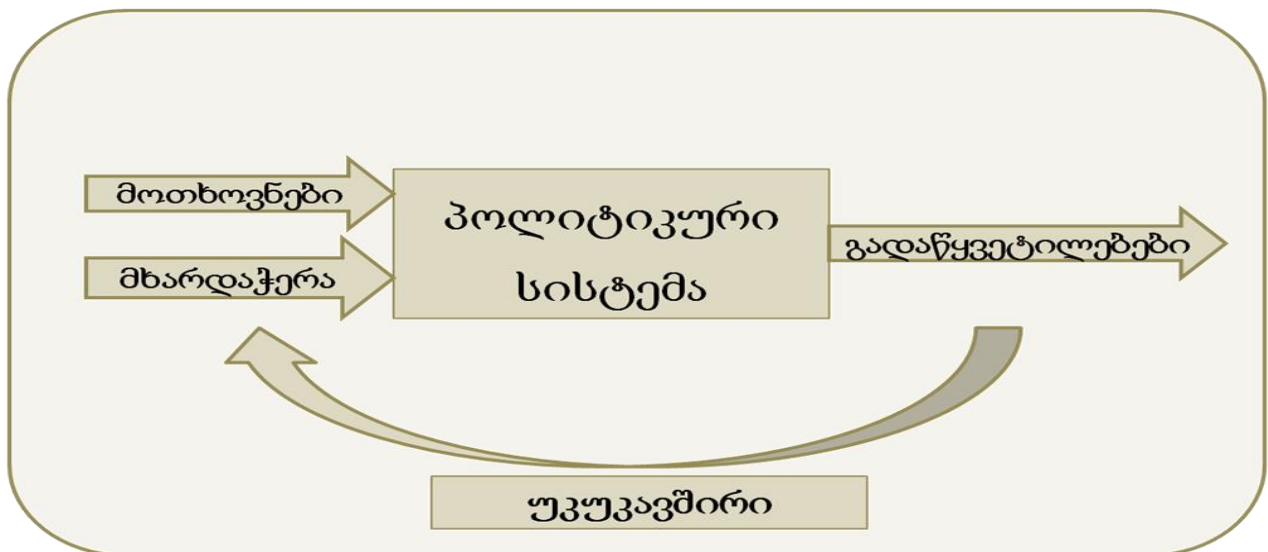 მოთხოვნები
მხარდაჭერა
პოლიტიკური
სისტემა
გადაწყვეტილებები
უკუკავშირი